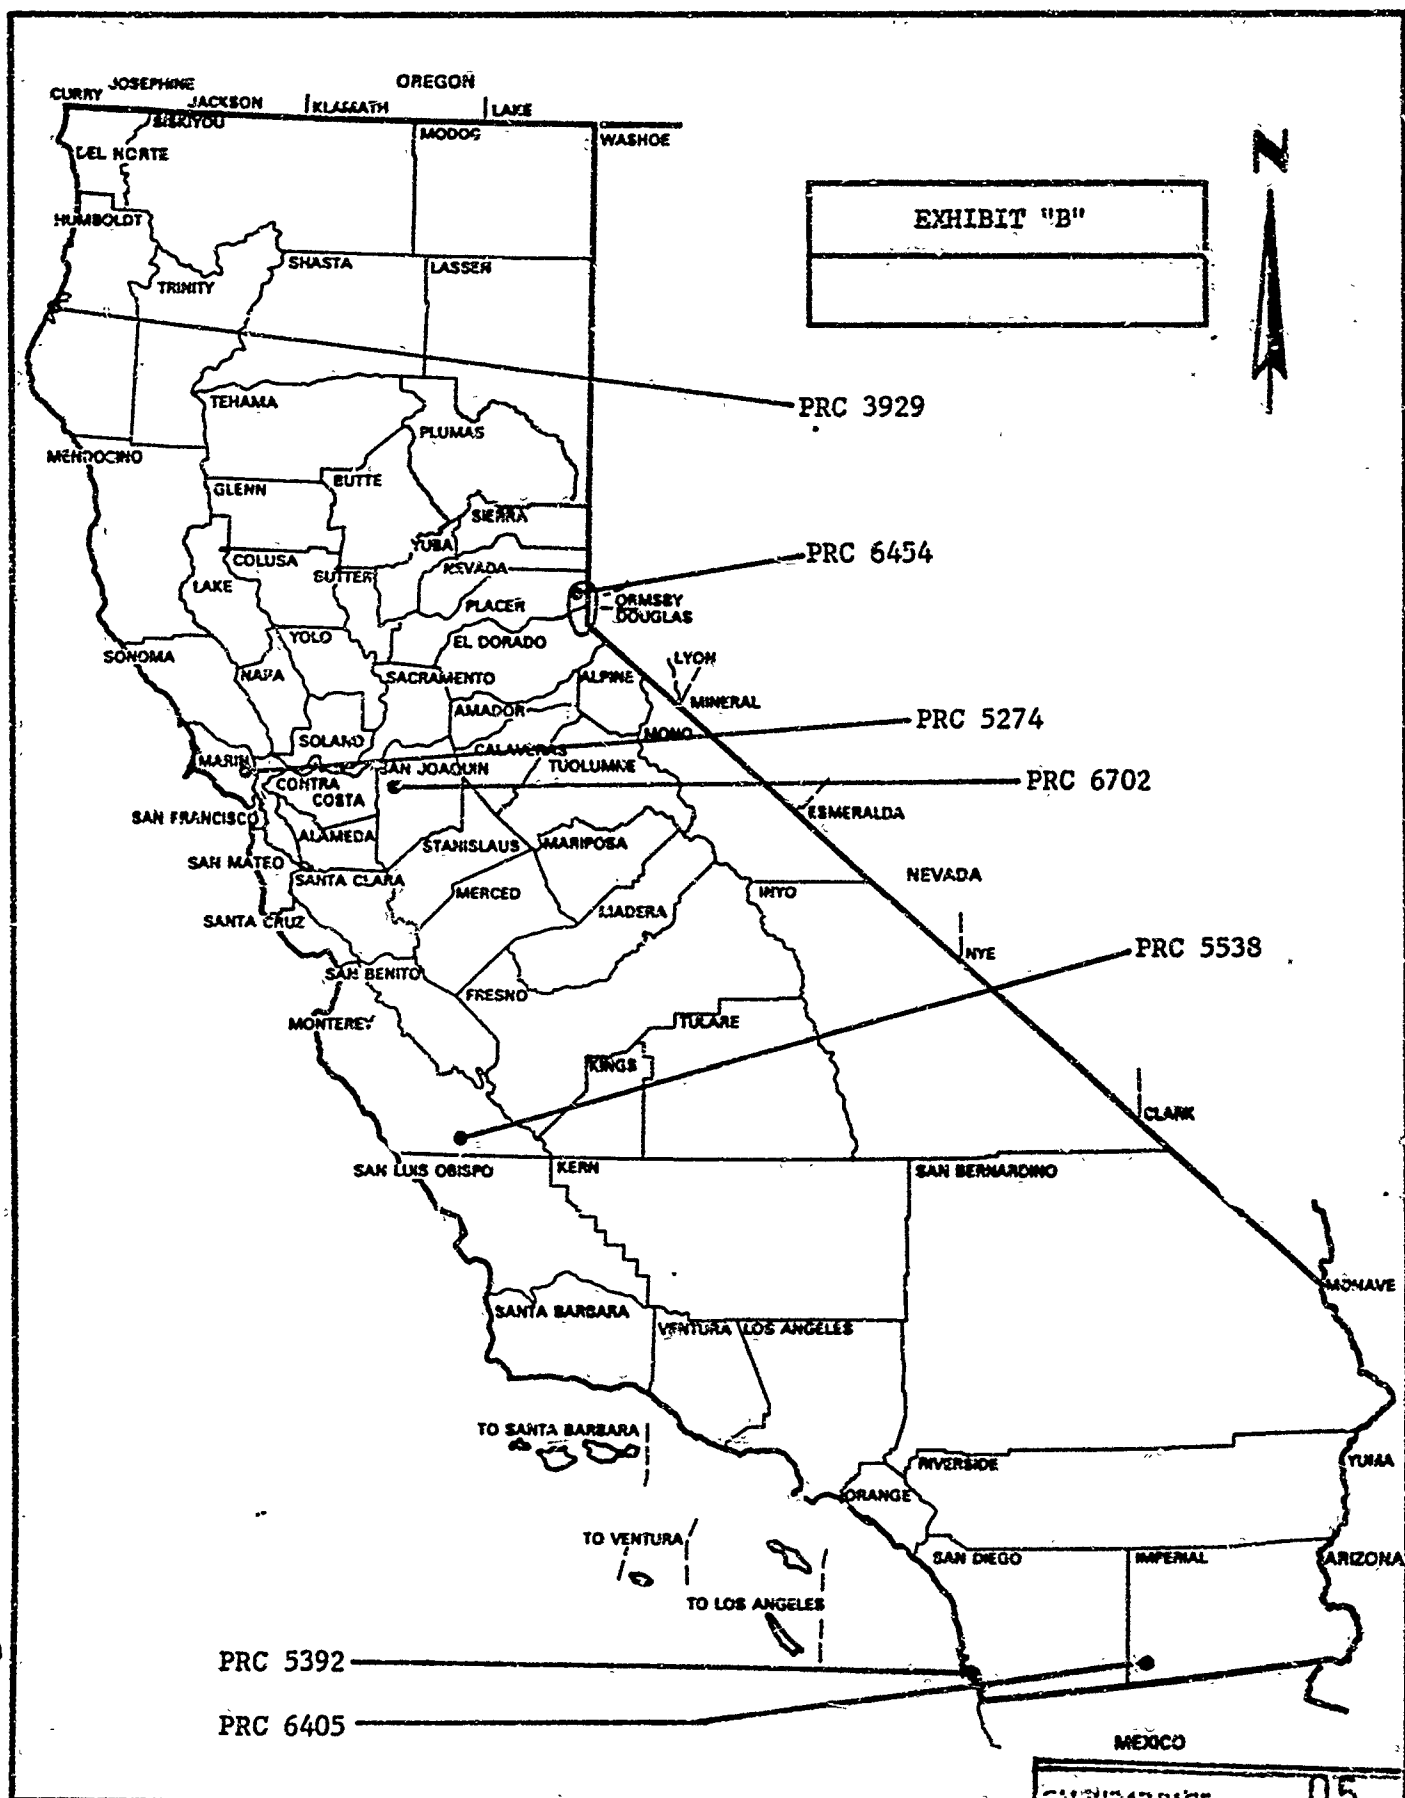 OREGON
CURRY JOSEPHINE JACKSON KLAMATH LAKE
SISKIYOU MODOC WASHOE
DEL NORTE
N
EXHIBIT "B"
HUMBOLDT
SHASTA LASSEN
TRINITY
TEHAMA PRC 3929
PLUMAS
MENDOCINO
BUTTE
GLENN
SIERRA
YUBA PRC 6454
COLUSA
SUTTER NEVADA
LAKE
PLACER ORMSBY
DOUGLAS
YOLO EL DORADO
SONOMA LYON
NAPA SACRAMENTO ALPINE
AMADOR MINERAL
PRC 5274
SOLANO MONO
CALAVERAS
MARIN SAN JOAQUIN TUOLUMNE
CONTRA
COSTA PRC 6702
SAN FRANCISCO ESMERALDA
ALAMEDA STANISLAUS MARIPOSA
SAN MATEO
SANTA CLARA NEVADA
MERCED INYO
SANTA CRUZ MADERA
PRC 5538
NYE
SAN BENITO
FRESNO
MONTEREY TULARE
KINGS
CLARK
SAN LUIS OBISPO KERN SAN BERNARDINO
MOHAVE
SANTA BARBARA
VENTURA LOS ANGELES
TO SANTA BARBARA
RIVERSIDE YUMA
ORANGE
TO VENTURA
SAN DIEGO IMPERIAL ARIZONA
TO LOS ANGELES
PRC 5392
PRC 6405
MEXICO
05